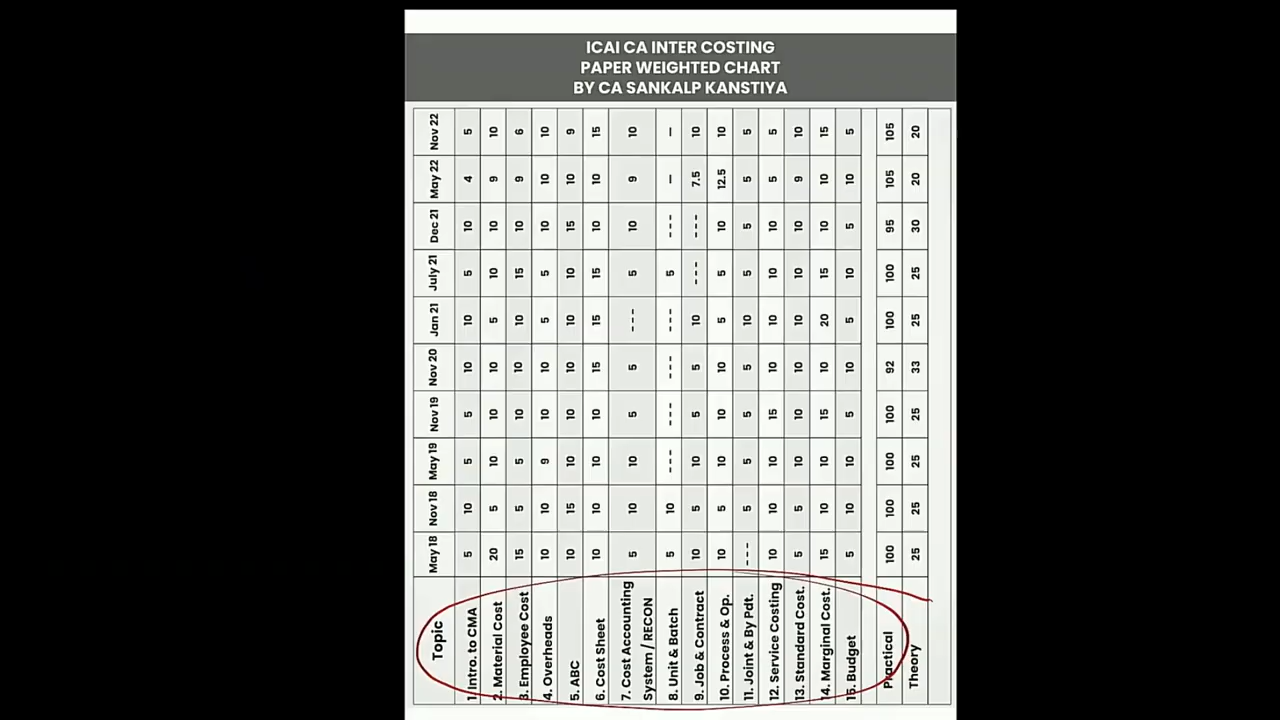 ICAI CA INTER COSTING
PAPER WEIGHTED CHART
BY CA SANKALP KANSTIYA
Topic May 18 Nov 18 May 19 Nov 19 Nov 20 Jan 21 July 21 Dec 21 May 22 Nov 22
1. Intro. to CMA 5 10 5 5 10 10 5 10 4 5
2. Material Cost 20 5 10 10 10 5 10 10 9 10
3. Employee Cost 15 5 5 10 10 10 15 10 9 6
4. Overheads 10 10 9 10 10 5 5 10 10 10
5. ABC 10 15 10 10 10 10 10 15 10 9
6. Cost Sheet 10 10 10 10 15 15 15 10 10 15
7. Cost Accounting
System / RECON 5 10 10 5 5 --- 5 10 9 10
8. Unit & Batch 5 10 --- --- --- --- 5 --- — —
9. Job & Contract 10 5 10 5 5 10 --- --- 7.5 10
10. Process & Op. 10 5 10 10 10 5 5 10 12.5 10
11. Joint & By Pdt. --- 5 5 5 5 10 5 5 5 5
12. Service Costing 10 10 10 15 10 10 10 10 5 5
13. Standard Cost. 5 5 10 10 10 10 10 10 9 10
14. Marginal Cost. 15 10 10 15 10 20 15 10 10 15
15. Budget 5 10 10 5 10 5 10 5 10 5
Practical 100 100 100 100 92 100 100 95 105 105
Theory 25 25 25 25 33 25 25 30 20 20